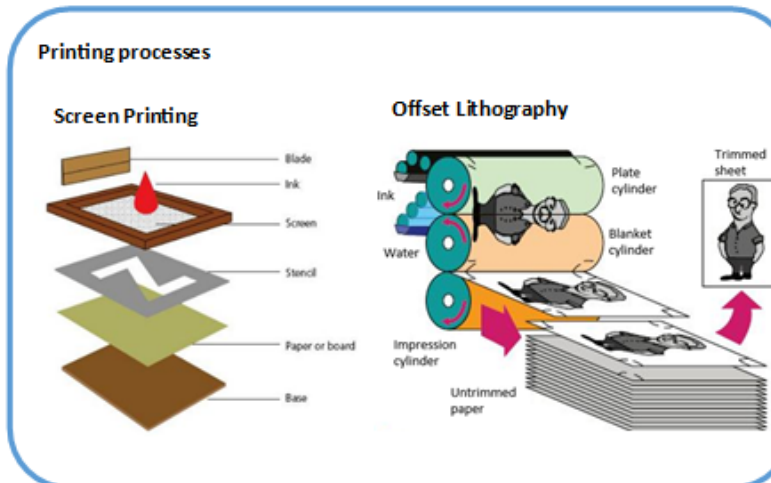 Printing processes
Screen Printing
Blade
Ink
Screen
Stencil
Paper or board
Base
Offset Lithography
Ink
Water
Plate
cylinder
Blanket
cylinder
Impression
cylinder
Untrimmed
paper
Trimmed
sheet